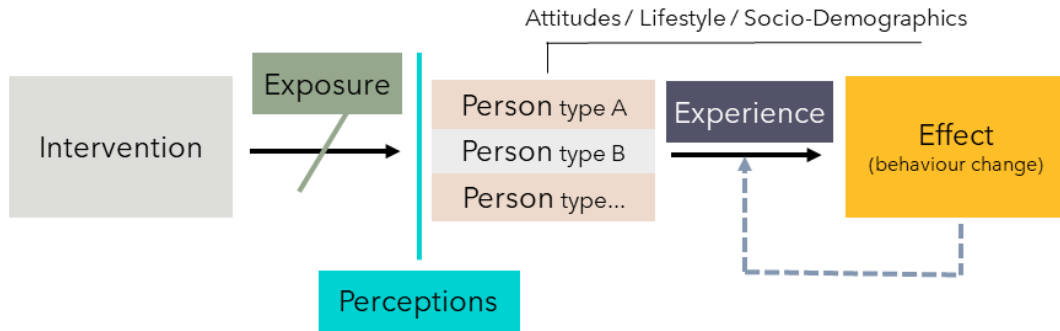 Attitudes / Lifestyle / Socio-Demographics
Exposure
Intervention
Person type A
Person type B
Person type...
Experience
Effect
(behaviour change)
Perceptions